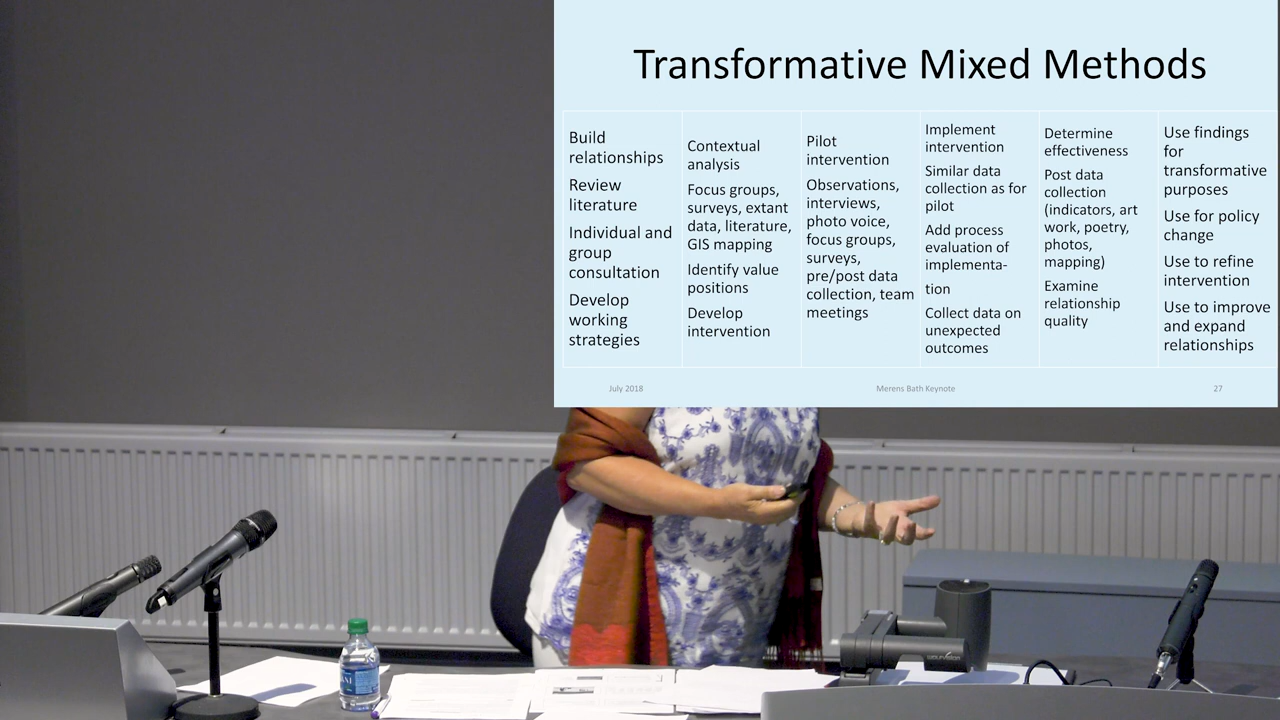 Transformative Mixed Methods
Build
relationships
Review
literature
Individual and
group
consultation
Develop
working
strategies
Contextual
analysis
Focus groups,
surveys, extant
data, literature,
GIS mapping
Identify value
positions
Develop
intervention
Pilot
intervention
Observations,
interviews,
photo voice,
focus groups,
surveys,
pre/post data
collection, team
meetings
Implement
intervention
Similar data
collection as for
pilot
Add process
evaluation of
implementa-
tion
Collect data on
unexpected
outcomes
Determine
effectiveness
Post data
collection
(indicators, art
work, poetry,
photos,
mapping)
Examine
relationship
quality
Use findings
for
transformative
purposes
Use for policy
change
Use to refine
intervention
Use to improve
and expand
relationships
July 2018
Merens Bath Keynote
27